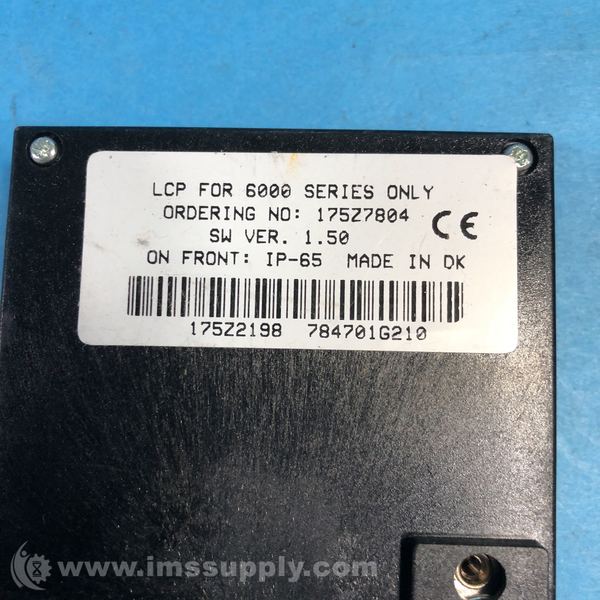 LCP FOR 6000 SERIES ONLY
ORDERING NO: 175Z7804
CE
SW VER. 1.50
ON FRONT: IP-65 MADE IN DK
175Z2198 784701G210
www.imssupply.com